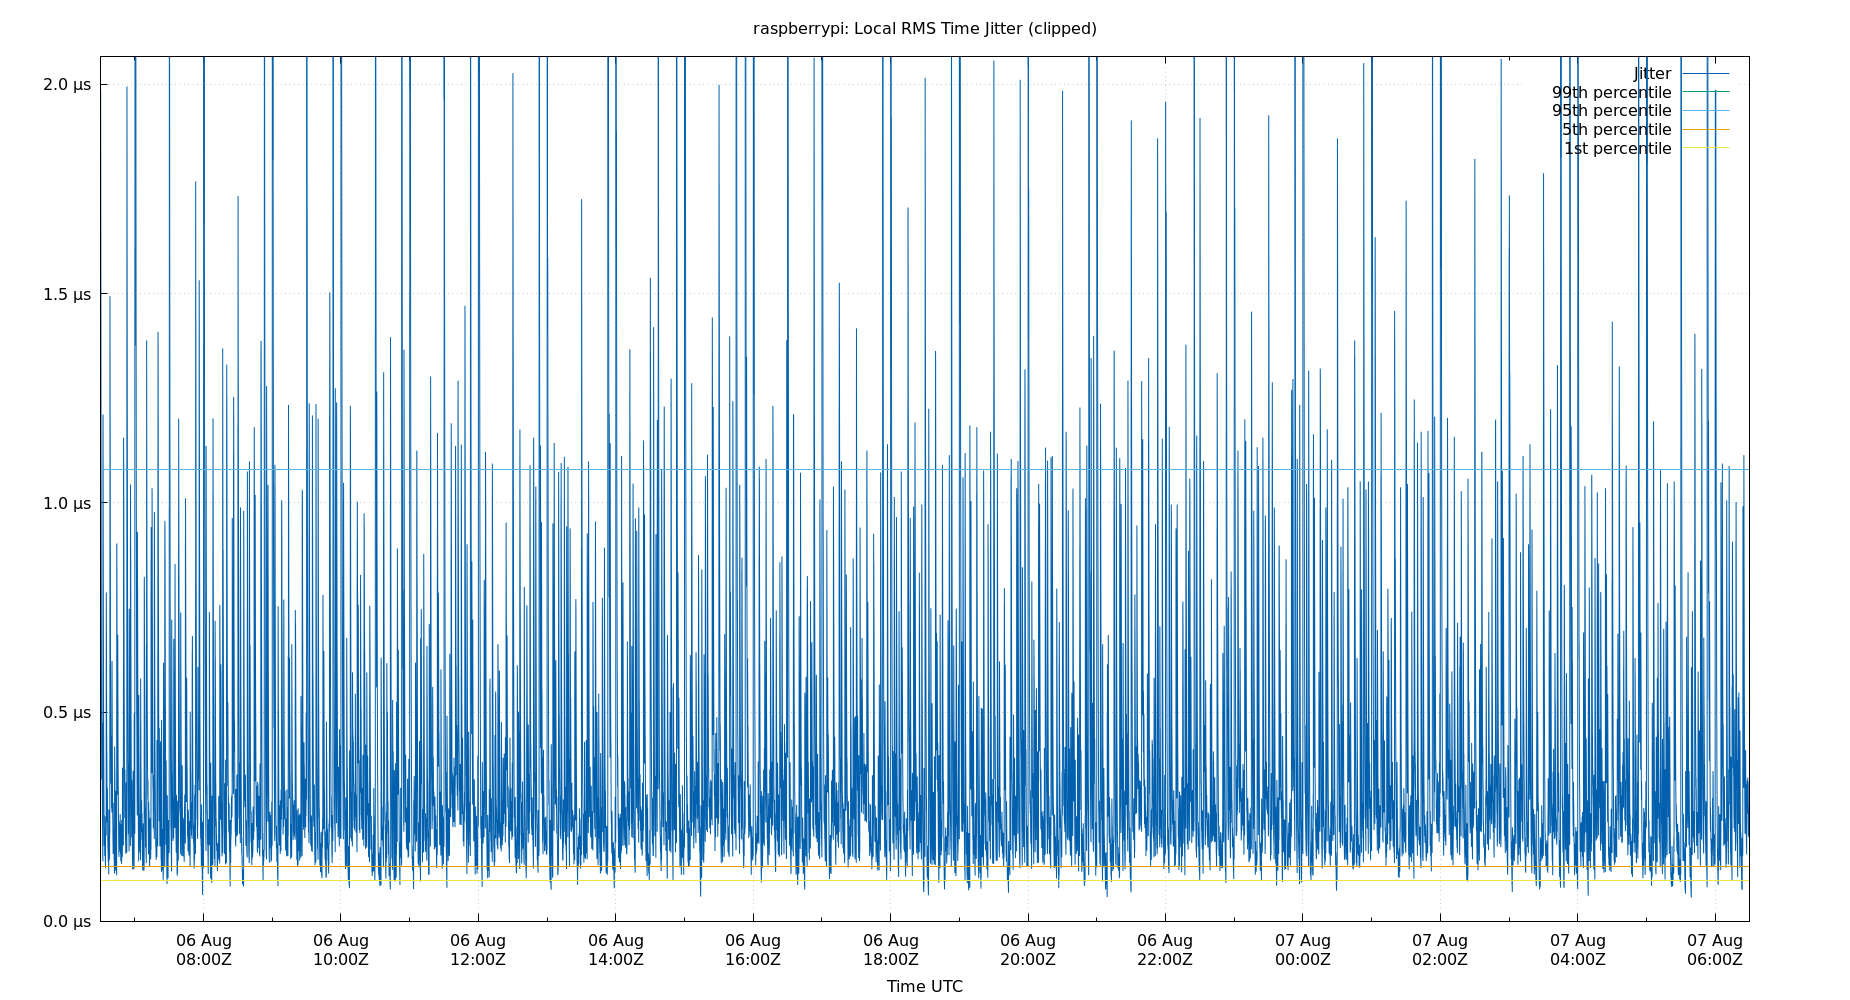 raspberrypi: Local RMS Time Jitter (clipped)
2.0 µs
1.5 µs
1.0 µs
0.5 µs
0.0 µs
Jitter
99th percentile
95th percentile
5th percentile
1st percentile
06 Aug 06 Aug 06 Aug 06 Aug 06 Aug 06 Aug 06 Aug 06 Aug 07 Aug 07 Aug 07 Aug 07 Aug
08:00Z 10:00Z 12:00Z 14:00Z 16:00Z 18:00Z 20:00Z 22:00Z 00:00Z 02:00Z 04:00Z 06:00Z
Time UTC